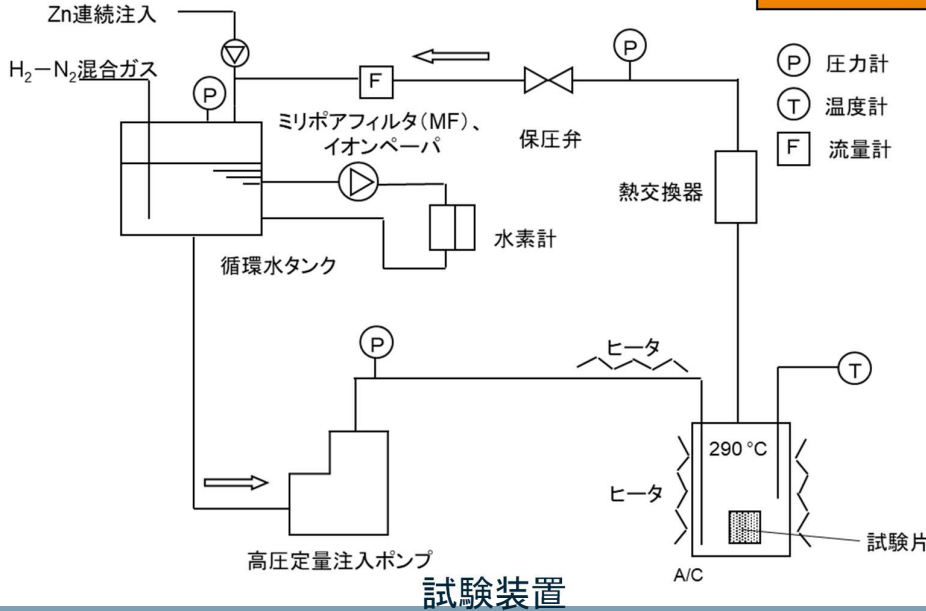 Zn連続注入
H₂－N₂混合ガス
P
F
P
P 圧力計
T 温度計
F 流量計
ミリポアフィルタ（MF）、
イオンペーパ
保圧弁
熱交換器
水素計
循環水タンク
P
ヒータ
T
290 ℃
ヒータ
試験片
高圧定量注入ポンプ
A/C
試験装置